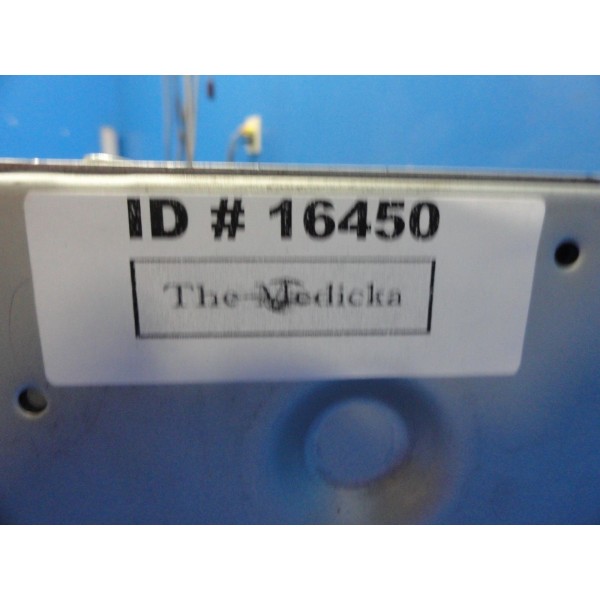 ID # 16450
The Medicka